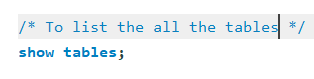 /* To list the all the tables */
show tables;